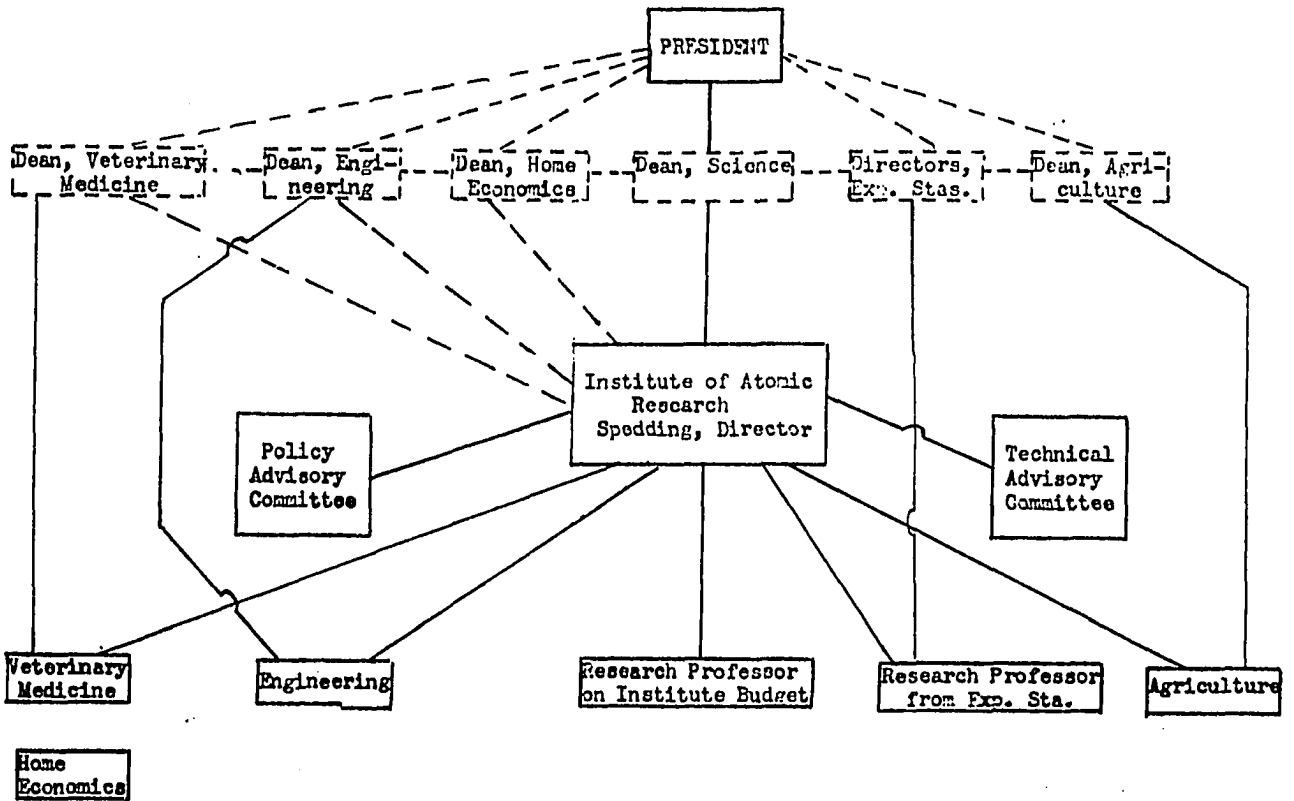 PRESIDENT
Dean, Veterinary
Medicine
Dean, Engi-
neering
Dean, Home
Economics
Dean, Science
Directors,
Exp. Stas.
Dean, Agri-
culture
Institute of Atomic
Research
Spedding, Director
Policy
Advisory
Committee
Technical
Advisory
Committee
Veterinary
Medicine
Engineering
Research Professor
on Institute Budget
Research Professor
from Exp. Sta.
Agriculture
Home
Economics